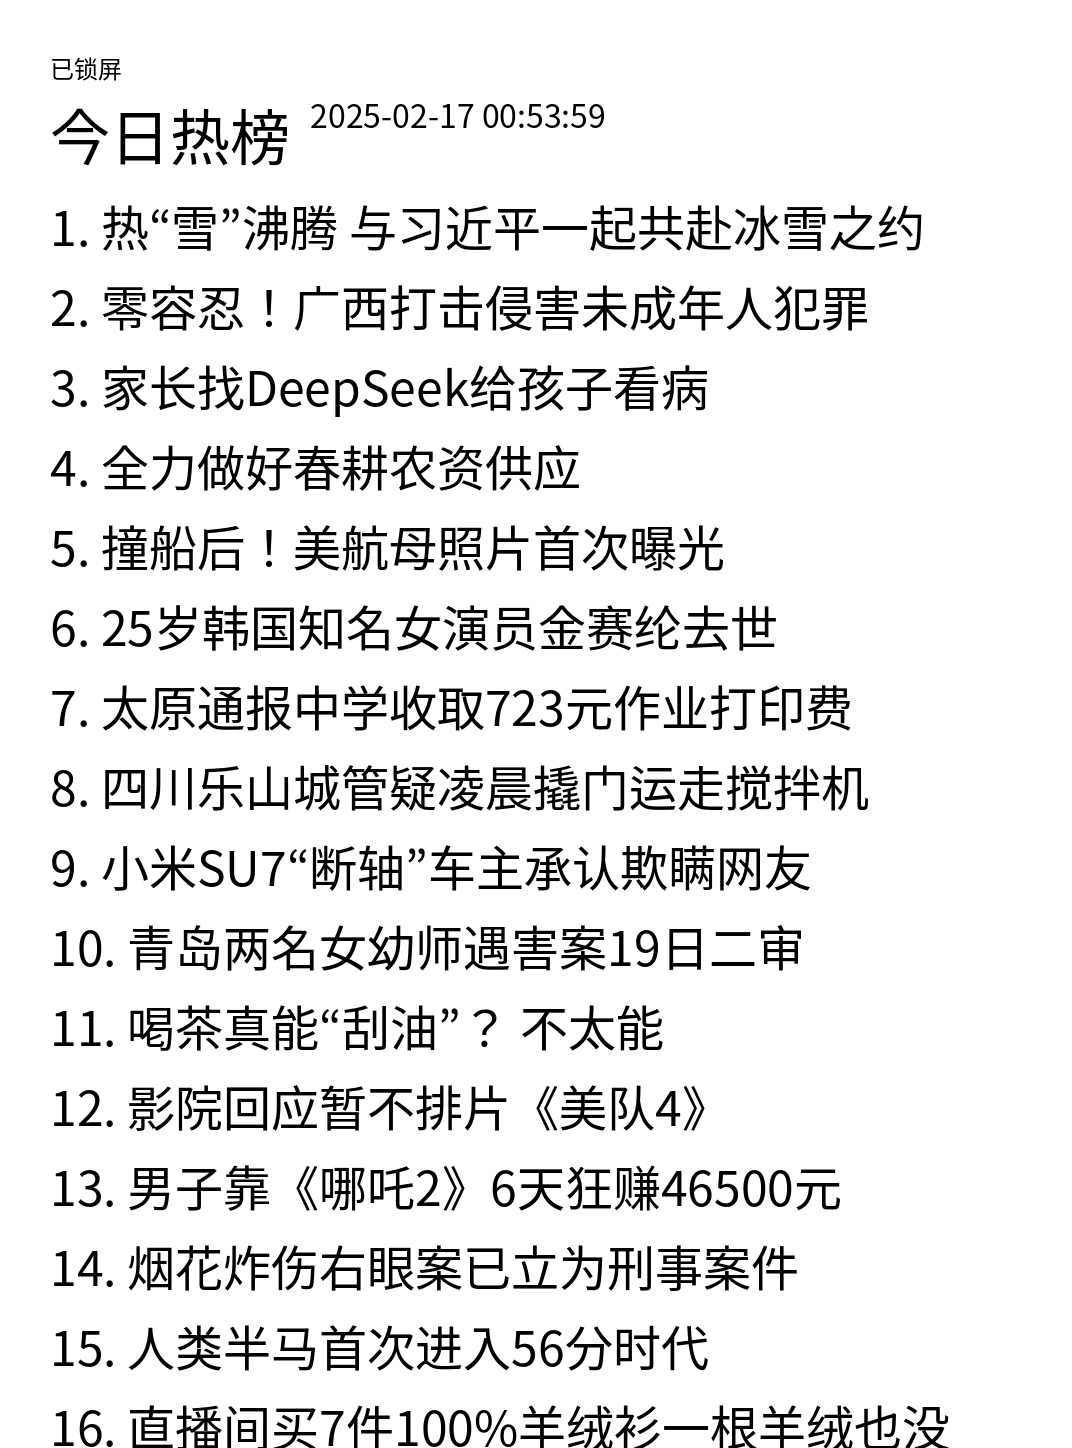 已锁屏
今日热榜 2025-02-17 00:53:59
1. 热“雪”沸腾 与习近平一起共赴冰雪之约
2. 零容忍！广西打击侵害未成年人犯罪
3. 家长找DeepSeek给孩子看病
4. 全力做好春耕农资供应
5. 撞船后！美航母照片首次曝光
6. 25岁韩国知名女演员金赛纶去世
7. 太原通报中学收取723元作业打印费
8. 四川乐山城管疑凌晨撬门运走搅拌机
9. 小米SU7“断轴”车主承认欺瞒网友
10. 青岛两名女幼师遇害案19日二审
11. 喝茶真能“刮油”？ 不太能
12. 影院回应暂不排片《美队4》
13. 男子靠《哪吒2》6天狂赚46500元
14. 烟花炸伤右眼案已立为刑事案件
15. 人类半马首次进入56分时代
16. 直播间买7件100%羊绒衫一根羊绒也没